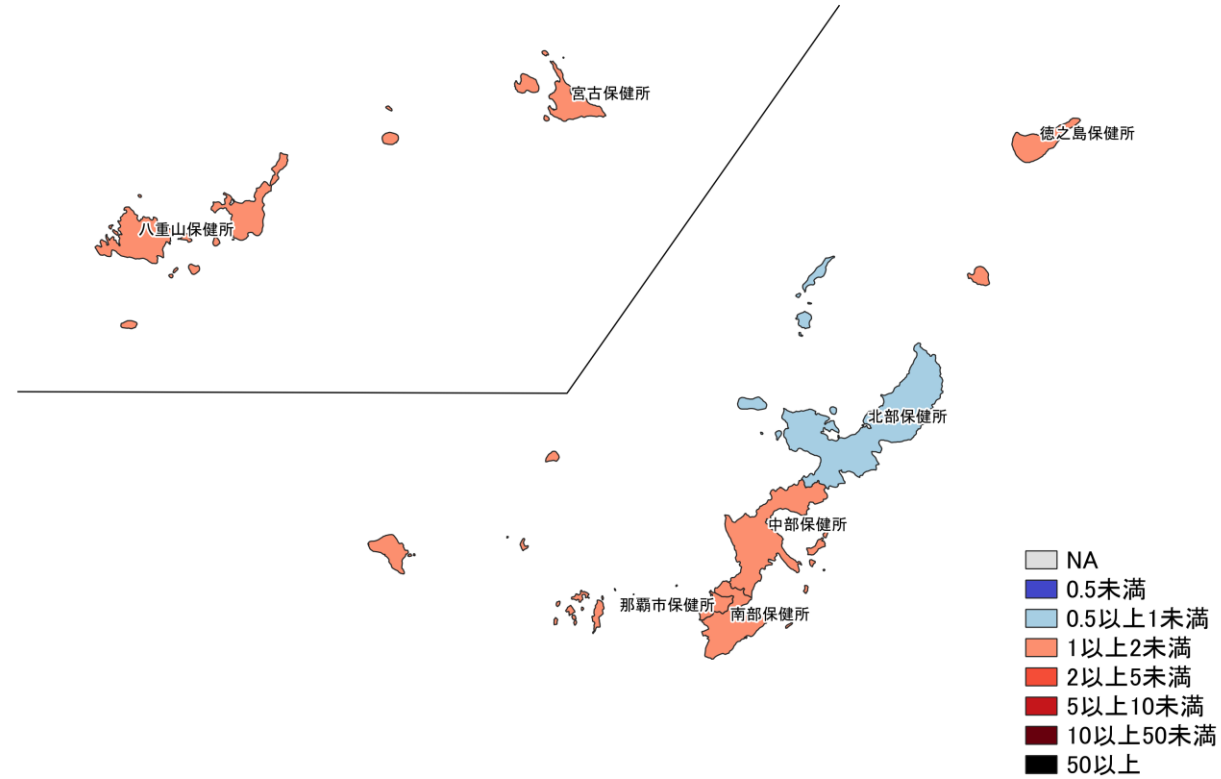 宮古保健所
徳之島保健所
八重山保健所
北部保健所
中部保健所
那覇市保健所
南部保健所
NA
0.5未満
0.5以上1未満
1以上2未満
2以上5未満
5以上10未満
10以上50未満
50以上